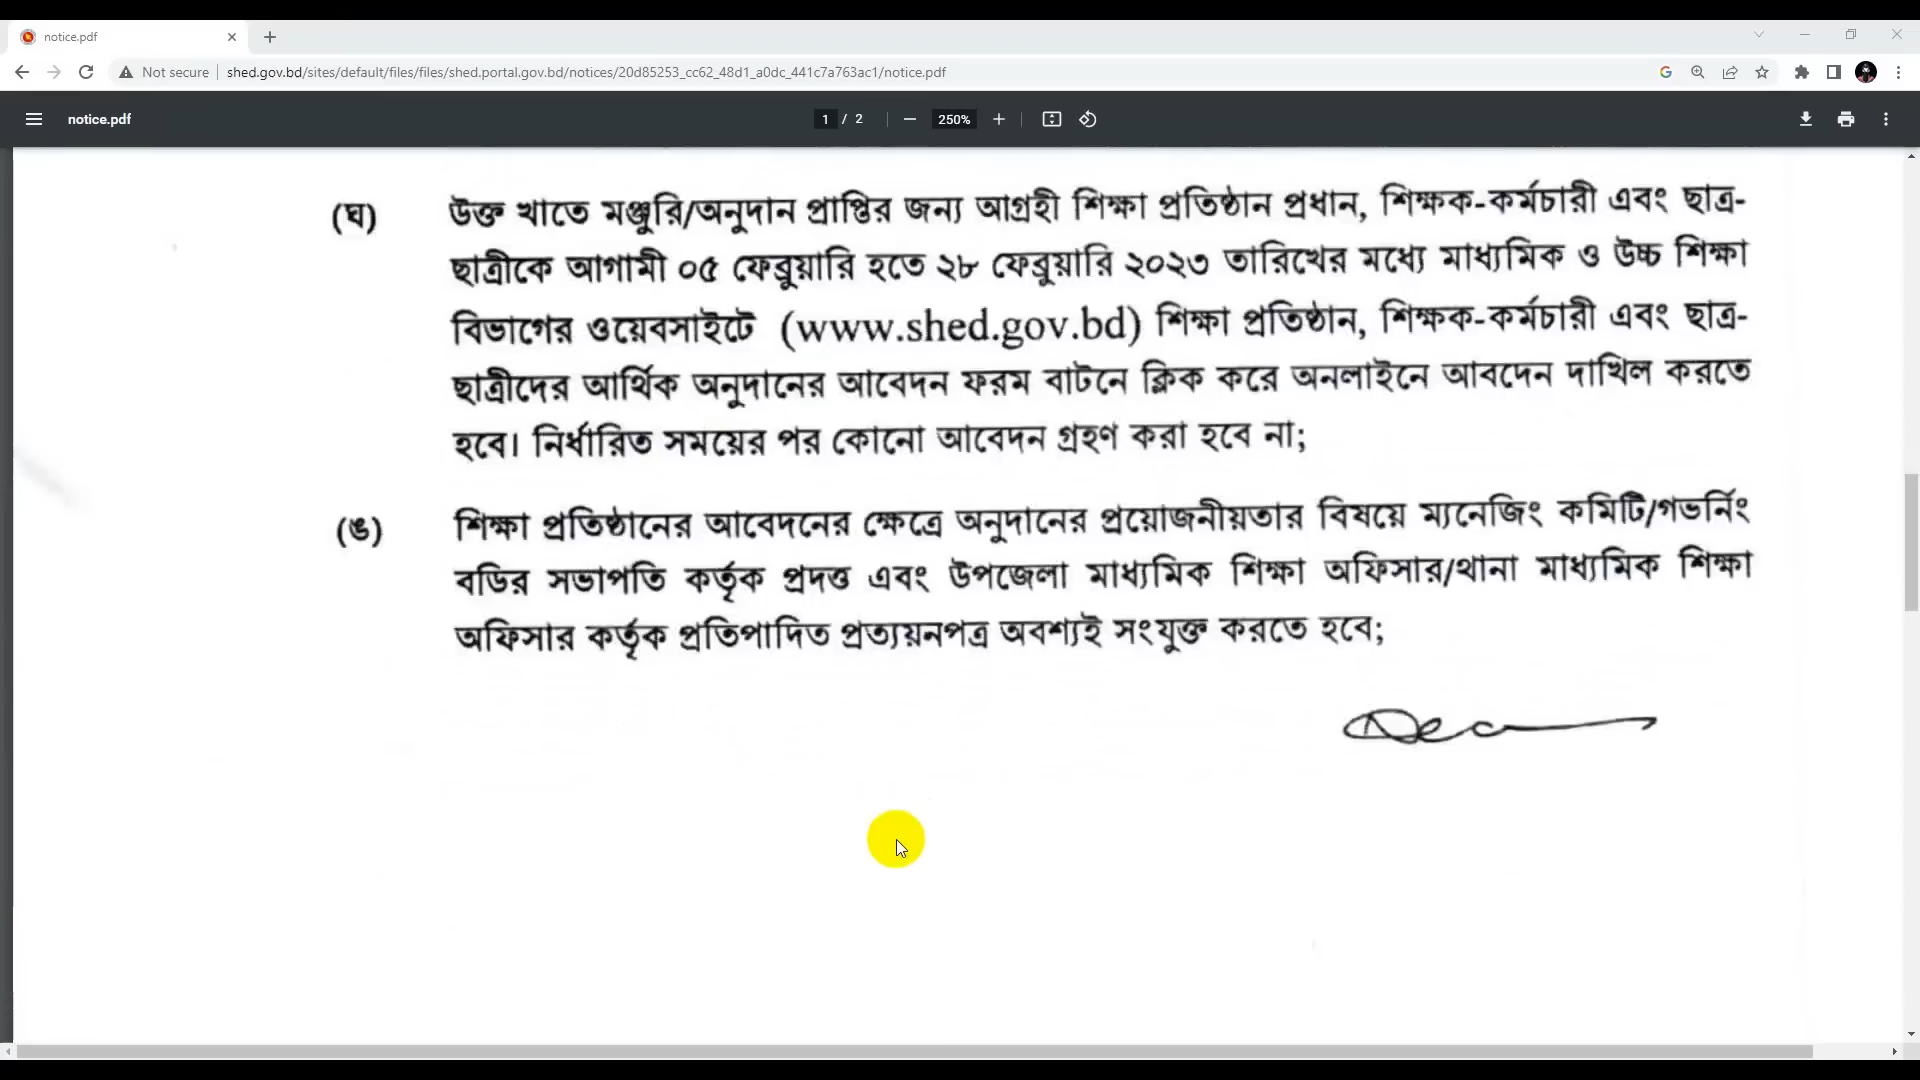 notice.pdf
Not secure
shed.gov.bd/sites/default/files/files/shed.portal.gov.bd/notices/20d85253_cc62_48d1_a0dc_441c7a763ac1/notice.pdf
notice.pdf
1 / 2
250%
(ঘ) উক্ত খাতে মঞ্জুরি/অনুদান প্রাপ্তির জন্য আগ্রহী শিক্ষা প্রতিষ্ঠান প্রধান, শিক্ষক-কর্মচারী এবং ছাত্র-
ছাত্রীকে আগামী ০৫ ফেব্রুয়ারি হতে ২৮ ফেব্রুয়ারি ২০২৩ তারিখের মধ্যে মাধ্যমিক ও উচ্চ শিক্ষা
বিভাগের ওয়েবসাইটে (www.shed.gov.bd) শিক্ষা প্রতিষ্ঠান, শিক্ষক-কর্মচারী এবং ছাত্র-
ছাত্রীদের আর্থিক অনুদানের আবেদন ফরম বাটনে ক্লিক করে অনলাইনে আবদেন দাখিল করতে
হবে। নির্ধারিত সময়ের পর কোনো আবেদন গ্রহণ করা হবে না;
(ঙ) শিক্ষা প্রতিষ্ঠানের আবেদনের ক্ষেত্রে অনুদানের প্রয়োজনীয়তার বিষয়ে ম্যনেজিং কমিটি/গভর্নিং
বডির সভাপতি কর্তৃক প্রদত্ত এবং উপজেলা মাধ্যমিক শিক্ষা অফিসার/থানা মাধ্যমিক শিক্ষা
অফিসার কর্তৃক প্রতিপাদিত প্রত্যয়নপত্র অবশ্যই সংযুক্ত করতে হবে;